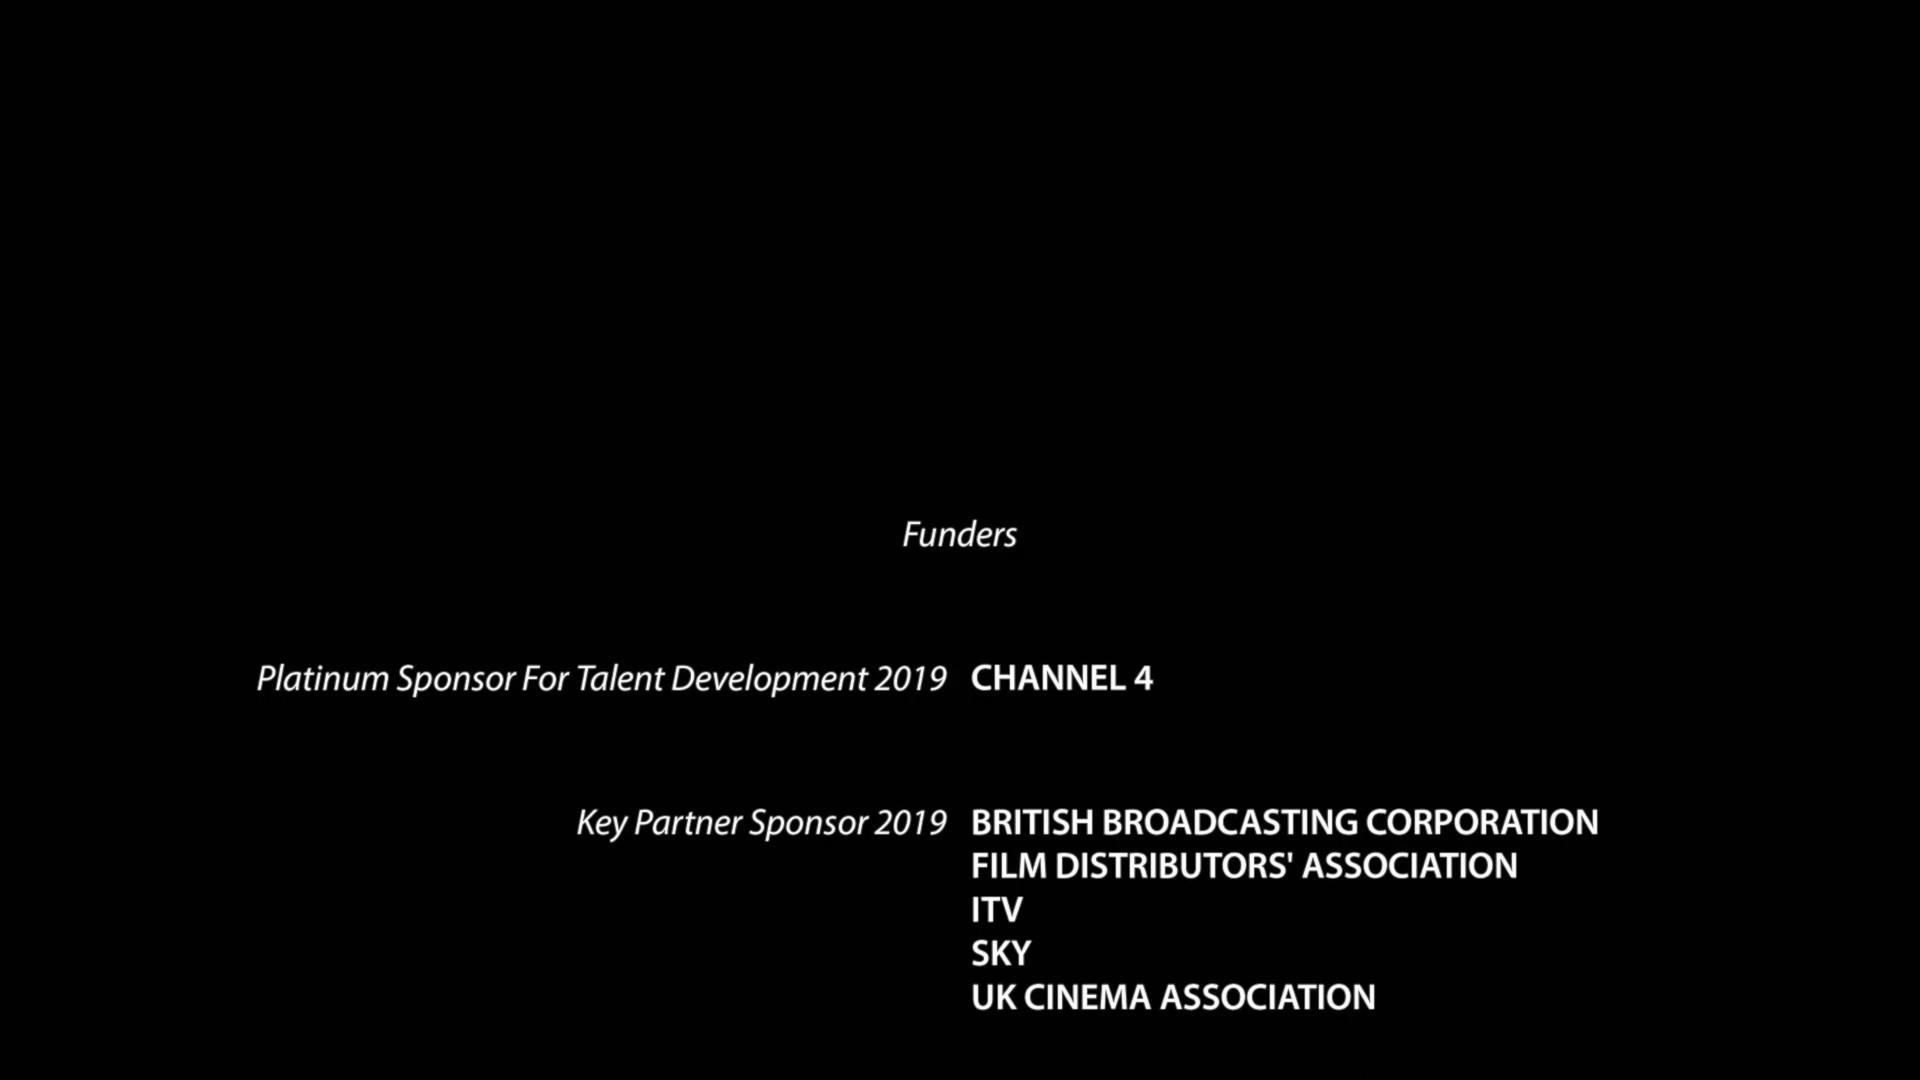 Funders
Platinum Sponsor For Talent Development 2019 CHANNEL 4
Key Partner Sponsor 2019 BRITISH BROADCASTING CORPORATION
FILM DISTRIBUTORS' ASSOCIATION
ITV
SKY
UK CINEMA ASSOCIATION